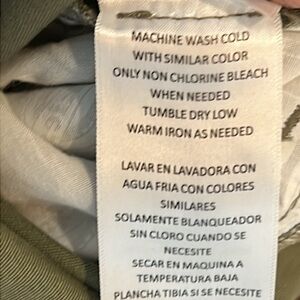 MACHINE WASH COLD
WITH SIMILAR COLOR
ONLY NON CHLORINE BLEACH
WHEN NEEDED
TUMBLE DRY LOW
WARM IRON AS NEEDED
LAVAR EN LAVADORA CON
AGUA FRIA CON COLORES
SIMILARES
SOLAMENTE BLANQUEADOR
SIN CLORO CUANDO SE
NECESITE
SECAR EN MAQUINA A
TEMPERATURA BAJA
PLANCHA TIBIA SI SE NECESITE